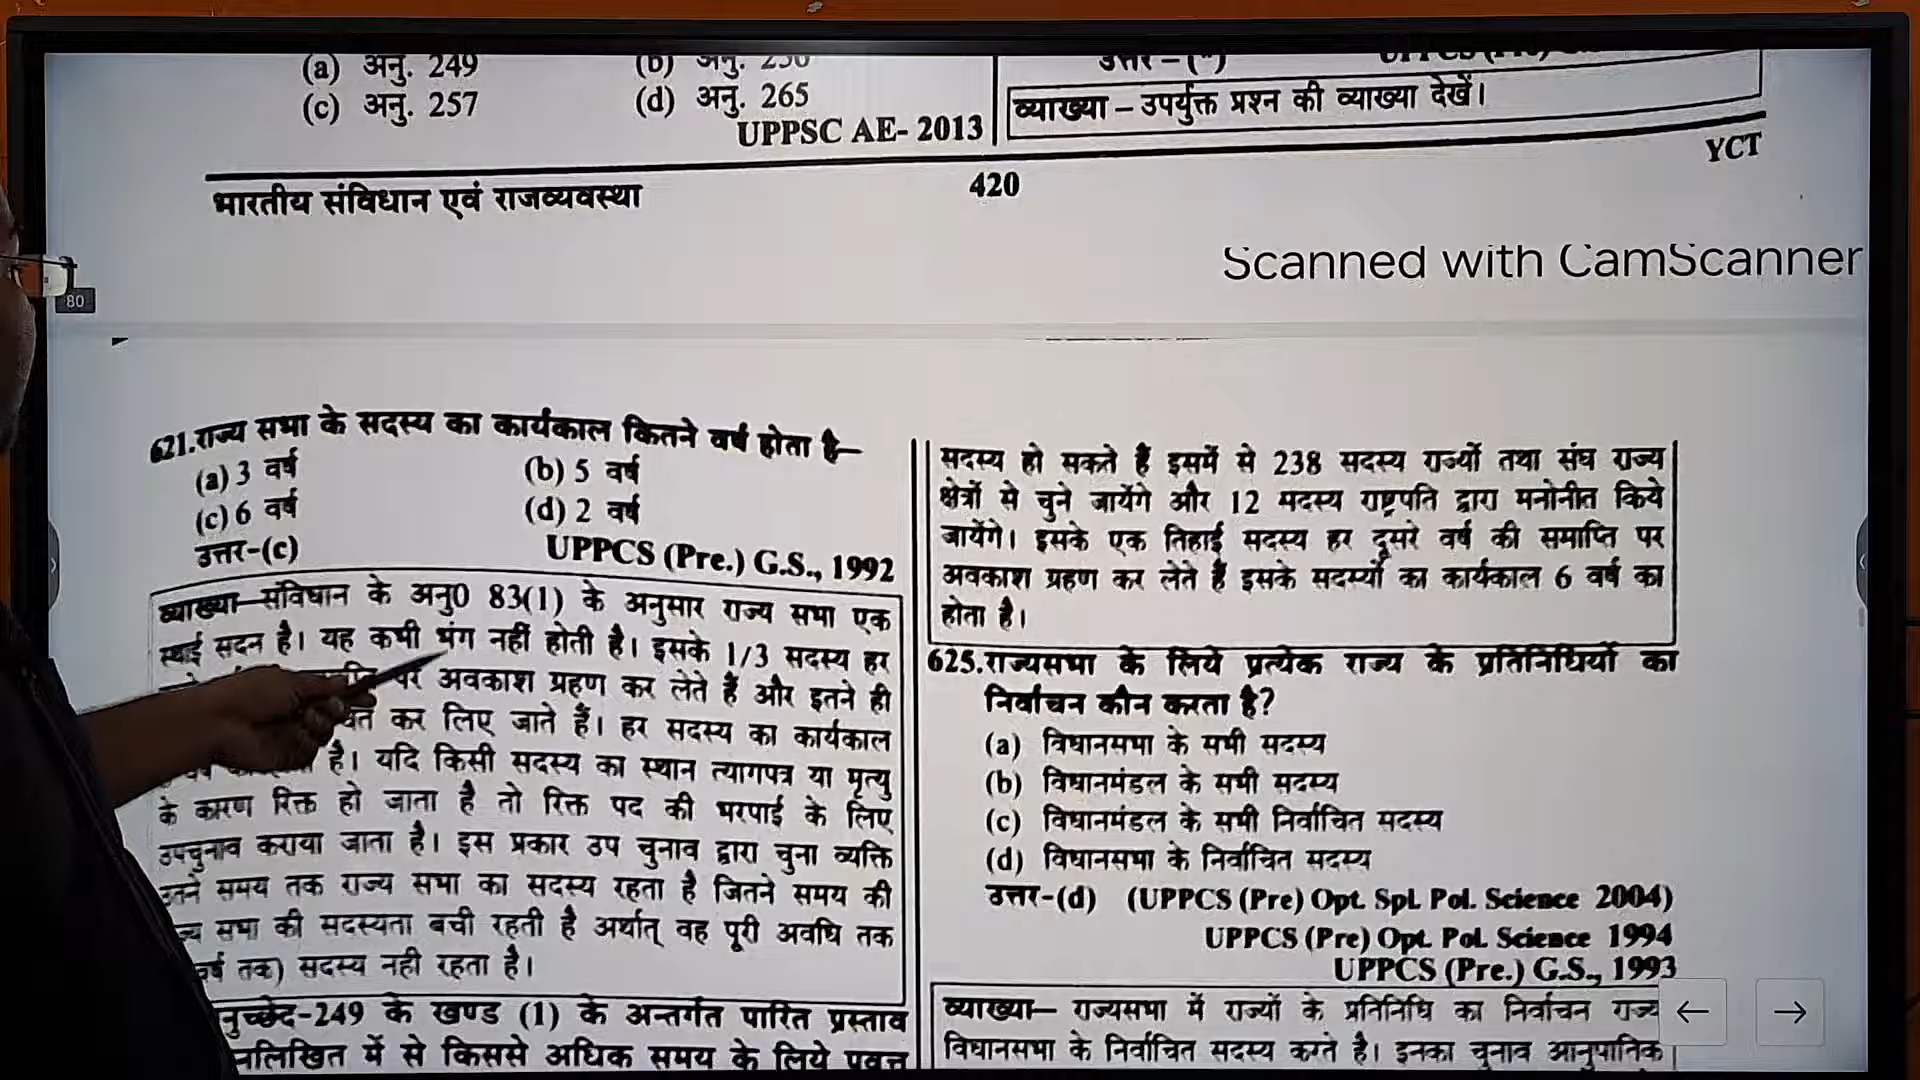 (a) अनु. 249
(b) अनु. 250
(c) अनु. 257
(d) अनु. 265
UPPSC AE- 2013
व्याख्या – उपर्युक्त प्रश्न की व्याख्या देखें।
YCT
भारतीय संविधान एवं राजव्यवस्था
420
Scanned with CamScanner
80
621.राज्य सभा के सदस्य का कार्यकाल कितने वर्ष होता है–
(a) 3 वर्ष
(b) 5 वर्ष
(c) 6 वर्ष
(d) 2 वर्ष
उत्तर-(c)
UPPCS (Pre.) G.S., 1992
व्याख्या–संविधान के अनु0 83(1) के अनुसार राज्य सभा एक
स्थाई सदन है। यह कभी भंग नहीं होती है। इसके 1/3 सदस्य हर
पर अवकाश ग्रहण कर लेते हैं और इतने ही
कर लिए जाते हैं। हर सदस्य का कार्यकाल
है। यदि किसी सदस्य का स्थान त्यागपत्र या मृत्यु
के कारण रिक्त हो जाता है तो रिक्त पद की भरपाई के लिए
उपचुनाव कराया जाता है। इस प्रकार उप चुनाव द्वारा चुना व्यक्ति
उतने समय तक राज्य सभा का सदस्य रहता है जितने समय की
सभा की सदस्यता बची रहती है अर्थात् वह पूरी अवधि तक
वर्ष तक) सदस्य नही रहता है।
नुच्छेद-249 के खण्ड (1) के अन्तर्गत पारित प्रस्ताव
में से किससे अधिक समय के लिये प्रवृत्त
सदस्य हो सकते हैं इसमें से 238 सदस्य राज्यों तथा संघ राज्य
क्षेत्रों से चुने जायेंगे और 12 सदस्य राष्ट्रपति द्वारा मनोनीत किये
जायेंगे। इसके एक तिहाई सदस्य हर दूसरे वर्ष की समाप्ति पर
अवकाश ग्रहण कर लेते हैं इसके सदस्यों का कार्यकाल 6 वर्ष का
होता है।
625.राज्यसभा के लिये प्रत्येक राज्य के प्रतिनिधियों का
निर्वाचन कौन करता है?
(a) विधानसभा के सभी सदस्य
(b) विधानमंडल के सभी सदस्य
(c) विधानमंडल के सभी निर्वाचित सदस्य
(d) विधानसभा के निर्वाचित सदस्य
उत्तर-(d) (UPPCS (Pre) Opt. Spl. Pol. Science 2004)
UPPCS (Pre) Opt. Pol. Science 1994
UPPCS (Pre.) G.S., 1993
व्याख्या– राज्यसभा में राज्यों के प्रतिनिधि का निर्वाचन राज्य
विधानसभा के निर्वाचित सदस्य करते है। इनका चुनाव आनुपातिक